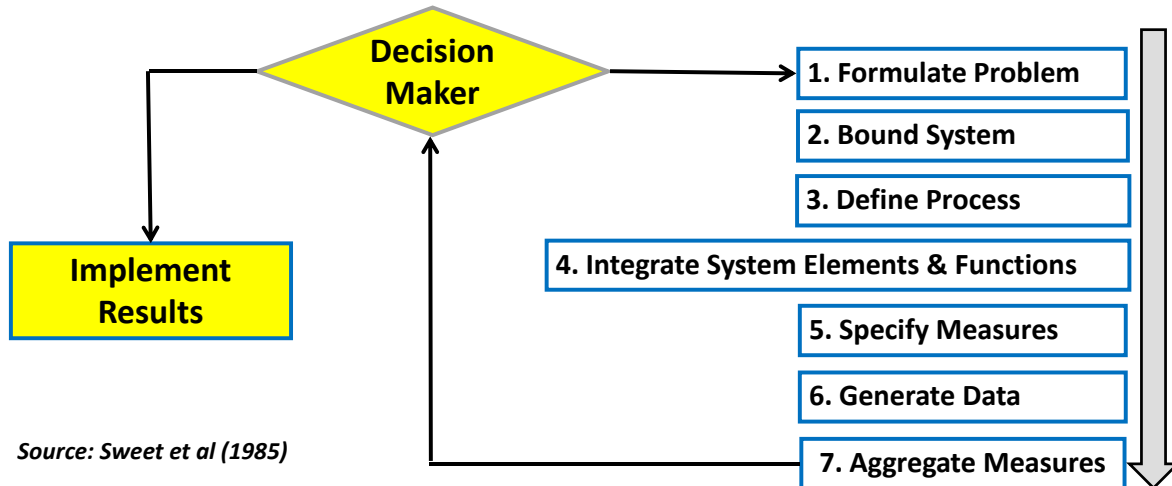 Decision
Maker
1. Formulate Problem
2. Bound System
3. Define Process
4. Integrate System Elements & Functions
5. Specify Measures
6. Generate Data
7. Aggregate Measures
Implement
Results
Source: Sweet et al (1985)